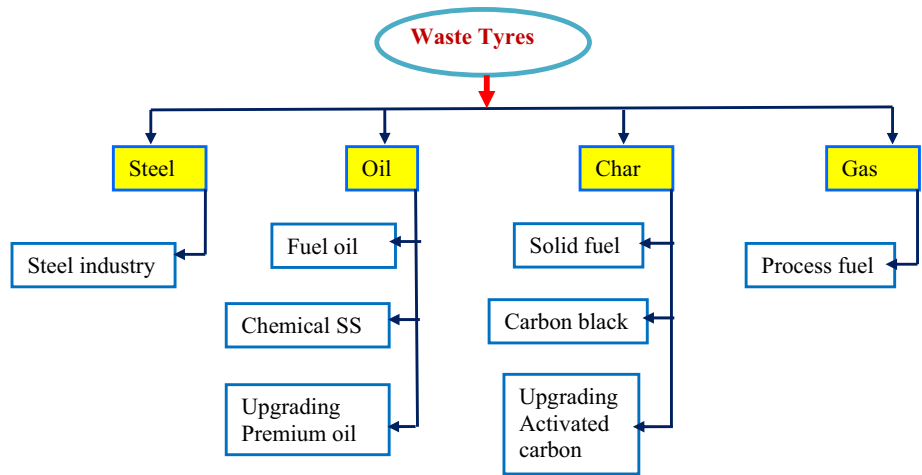 Waste Tyres
Steel
Oil
Char
Gas
Steel industry
Fuel oil
Chemical SS
Upgrading
Premium oil
Solid fuel
Carbon black
Upgrading
Activated
carbon
Process fuel